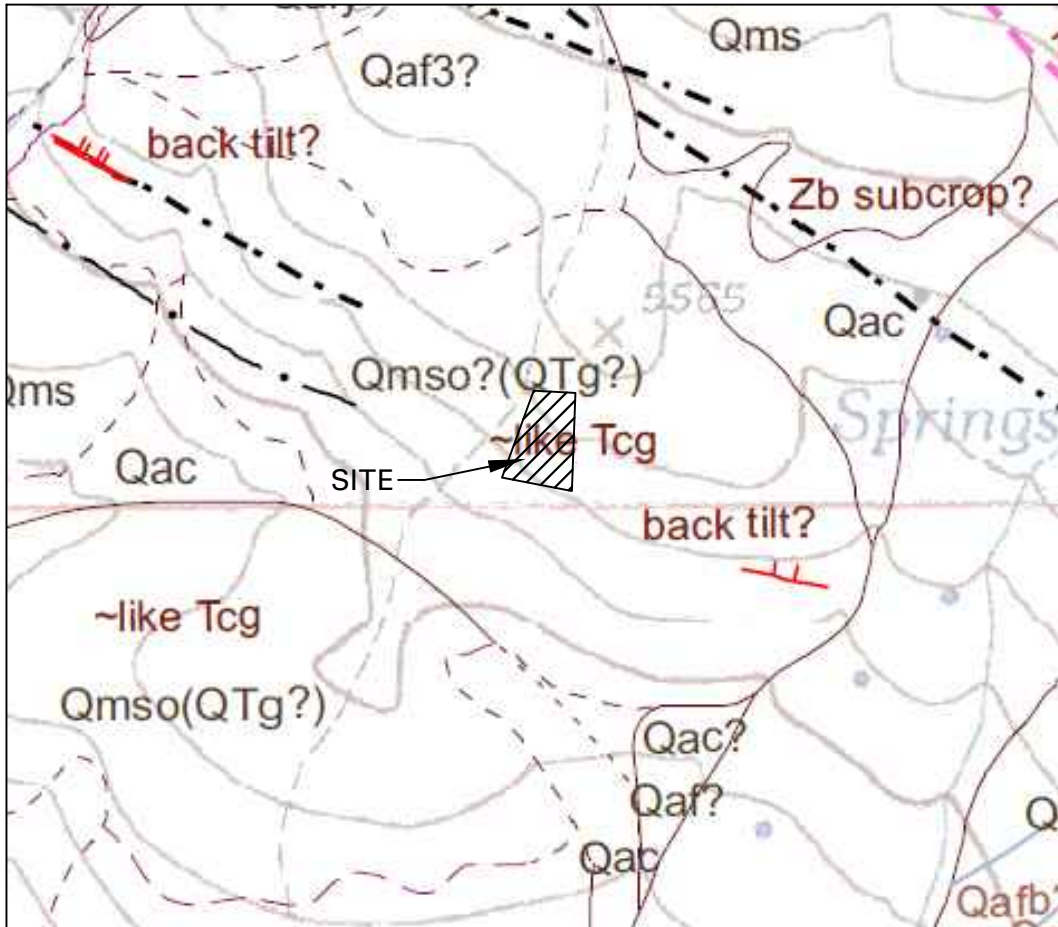 Qms
Qaf3?
back tilt?
Zb subcrop?
5565
Qac
Qmso?(QTg?)
Qms
Springs
~like Tcg
Qac
SITE
back tilt?
~like Tcg
Qmso(QTg?)
Qac?
Qaf?
Qac
Qafb?